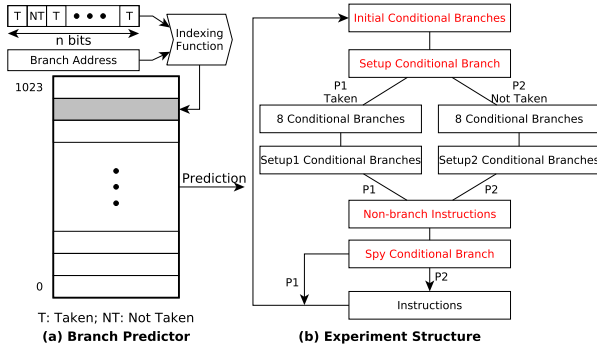 T NT T T
n bits
Branch Address
Indexing
Function
1023
0
Prediction
T: Taken; NT: Not Taken
(a) Branch Predictor
Initial Conditional Branches
Setup Conditional Branch
P1
Taken
P2
Not Taken
8 Conditional Branches
8 Conditional Branches
Setup1 Conditional Branches
Setup2 Conditional Branches
P1
P2
Non-branch Instructions
Spy Conditional Branch
P1
P2
Instructions
(b) Experiment Structure